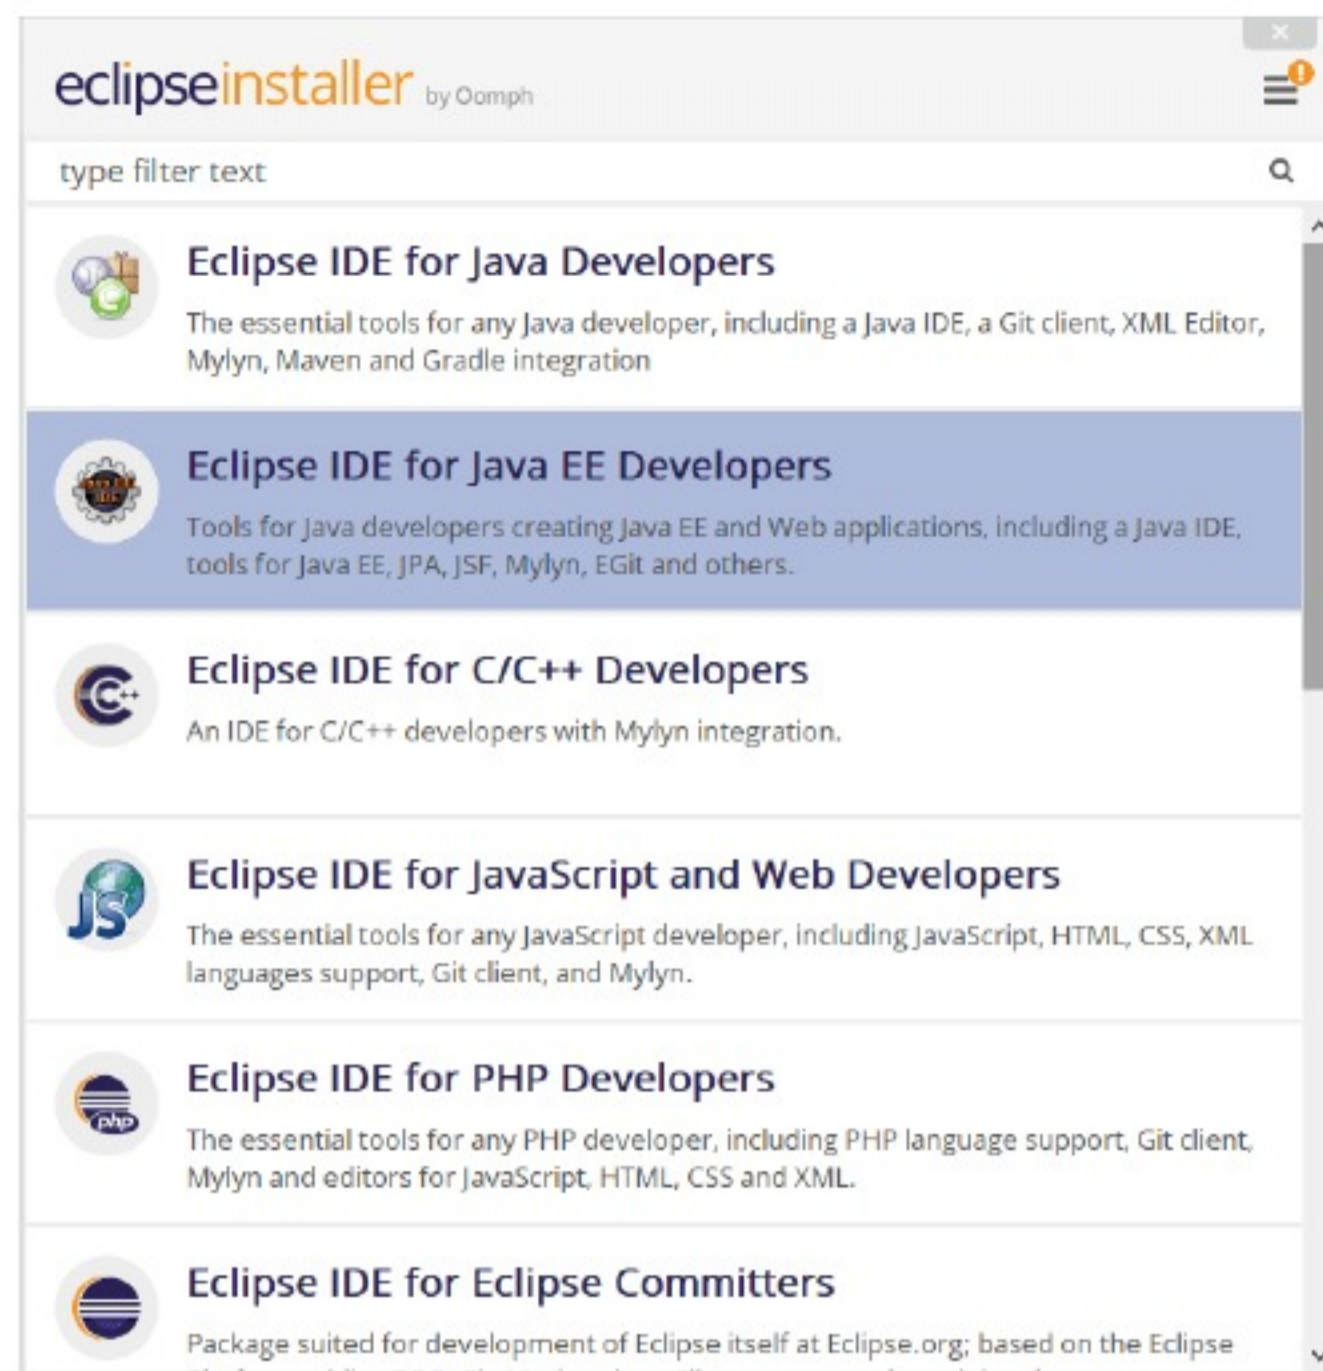 eclipseinstaller by Oomph
type filter text
Eclipse IDE for Java Developers
The essential tools for any Java developer, including a Java IDE, a Git client, XML Editor,
Mylyn, Maven and Gradle integration
Eclipse IDE for Java EE Developers
Tools for Java developers creating Java EE and Web applications, including a Java IDE,
tools for Java EE, JPA, JSF, Mylyn, EGit and others.
Eclipse IDE for C/C++ Developers
An IDE for C/C++ developers with Mylyn integration.
Eclipse IDE for JavaScript and Web Developers
The essential tools for any JavaScript developer, including JavaScript, HTML, CSS, XML
languages support, Git client, and Mylyn.
Eclipse IDE for PHP Developers
The essential tools for any PHP developer, including PHP language support, Git client,
Mylyn and editors for JavaScript, HTML, CSS and XML.
Eclipse IDE for Eclipse Committers
Package suited for development of Eclipse itself at Eclipse.org; based on the Eclipse